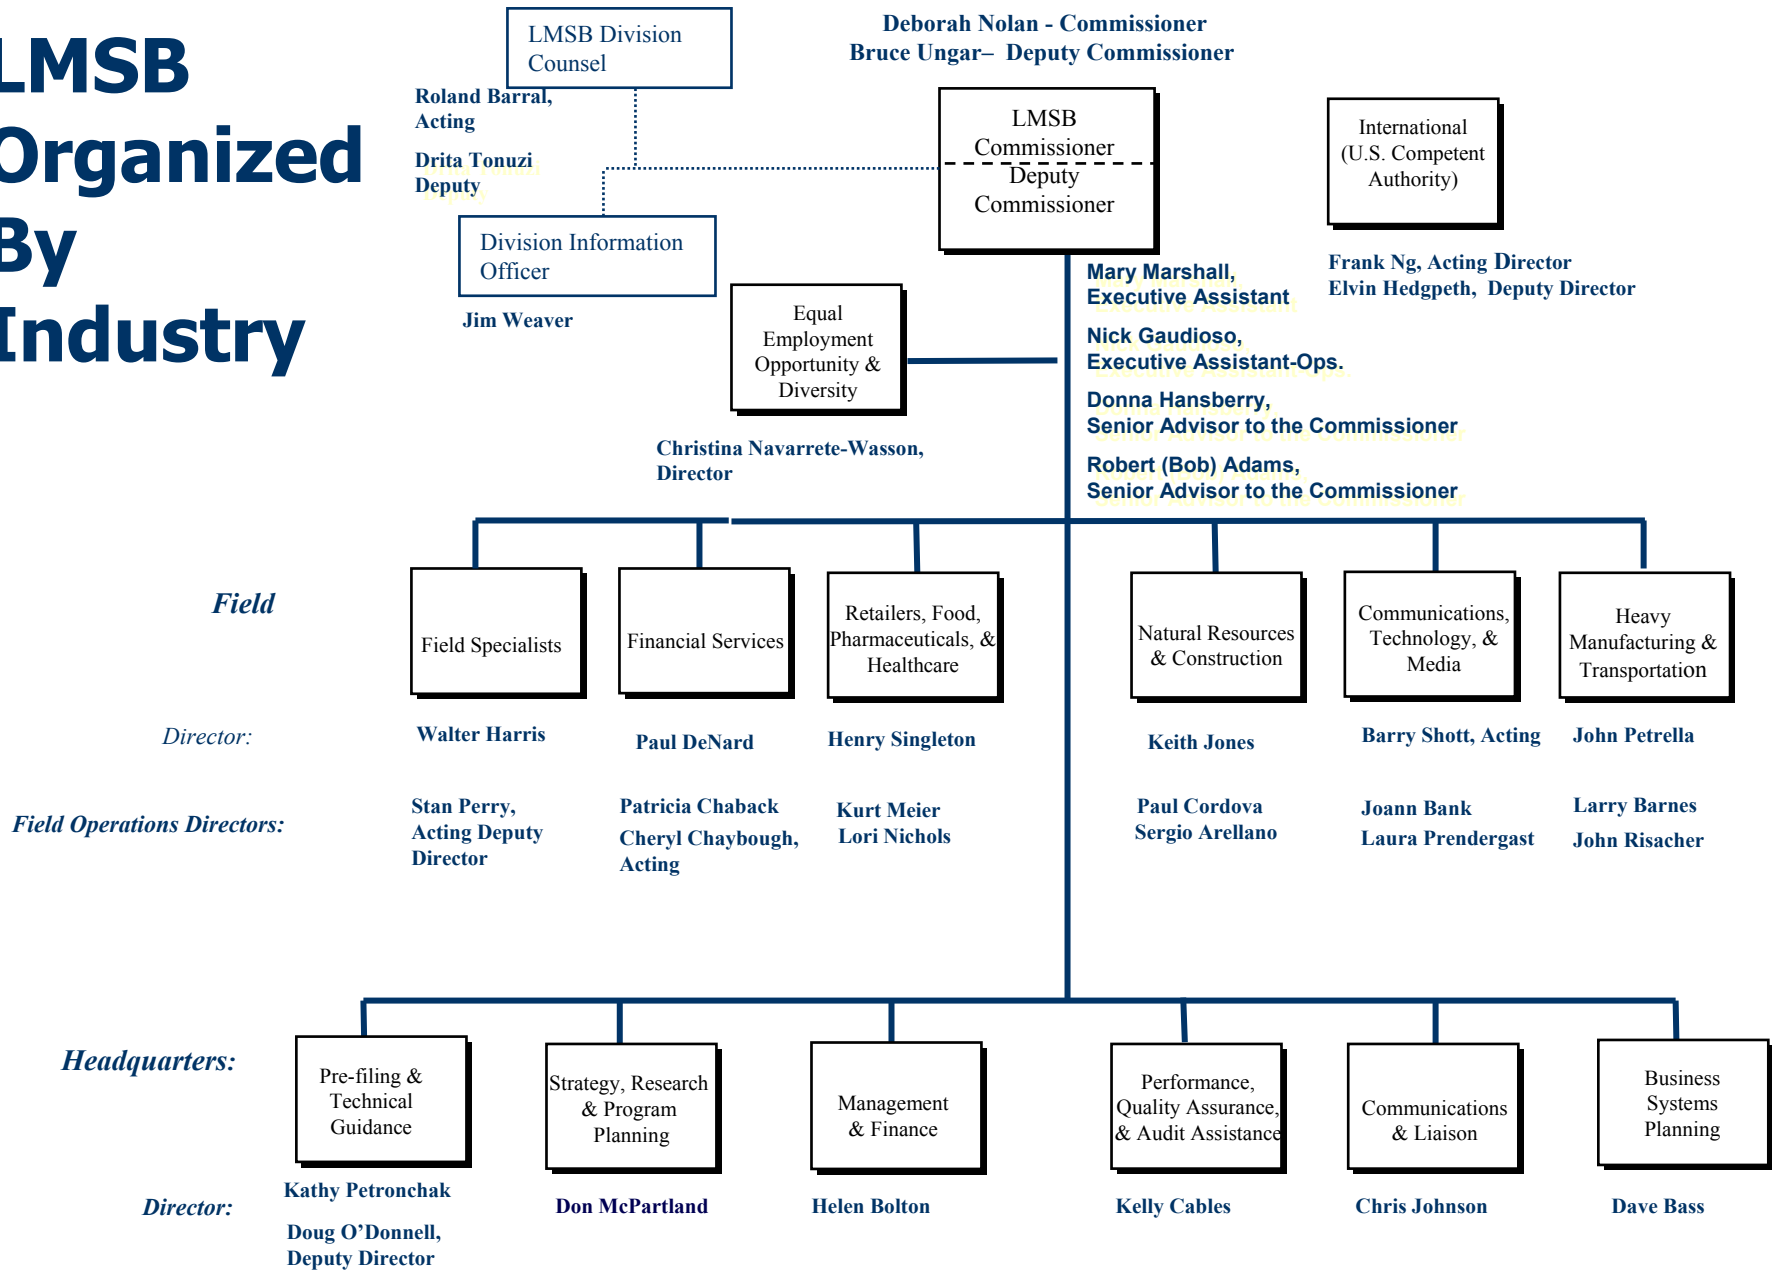 LMSB
Organized
By
Industry
LMSB Division
Counsel
Roland Barral,
Acting
Drita Tonuzi
Deputy
Division Information
Officer
Jim Weaver
Deborah Nolan - Commissioner
Bruce Ungar– Deputy Commissioner
LMSB
Commissioner
Deputy
Commissioner
International
(U.S. Competent
Authority)
Frank Ng, Acting Director
Elvin Hedgpeth, Deputy Director
Equal
Employment
Opportunity &
Diversity
Christina Navarrete-Wasson,
Director
Mary Marshall,
Executive Assistant
Nick Gaudioso,
Executive Assistant-Ops.
Donna Hansberry,
Senior Advisor to the Commissioner
Robert (Bob) Adams,
Senior Advisor to the Commissioner
Field
Field Specialists
Financial Services
Retailers, Food,
Pharmaceuticals, &
Healthcare
Natural Resources
& Construction
Communications,
Technology, &
Media
Heavy
Manufacturing &
Transportation
Director:
Walter Harris
Paul DeNard
Henry Singleton
Keith Jones
Barry Shott, Acting
John Petrella
Field Operations Directors:
Stan Perry,
Acting Deputy
Director
Patricia Chaback
Cheryl Chaybough,
Acting
Kurt Meier
Lori Nichols
Paul Cordova
Sergio Arellano
Joann Bank
Laura Prendergast
Larry Barnes
John Risacher
Headquarters:
Pre-filing &
Technical
Guidance
Strategy, Research
& Program
Planning
Management
& Finance
Performance,
Quality Assurance,
& Audit Assistance
Communications
& Liaison
Business
Systems
Planning
Director:
Kathy Petronchak
Doug O’Donnell,
Deputy Director
Don McPartland
Helen Bolton
Kelly Cables
Chris Johnson
Dave Bass